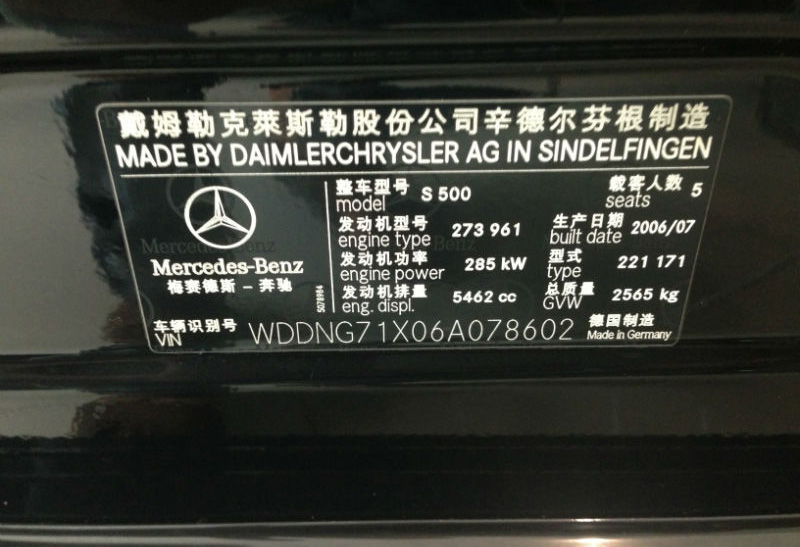 戴姆勒克莱斯勒股份公司辛德尔芬根制造
MADE BY DAIMLERCHRYSLER AG IN SINDELFINGEN
Mercedes-Benz
梅赛德斯-奔驰
整车型号 S 500 载客人数 5
model seats
发动机型号 273 961 生产日期 2006/07
engine type built date
发动机功率 285 kW 型式 221 171
engine power type
发动机排量 5462 cc 总质量 2565 kg
eng. displ. GVW
车辆识别号 WDDNG71X06A078602 德国制造
VIN Made in Germany